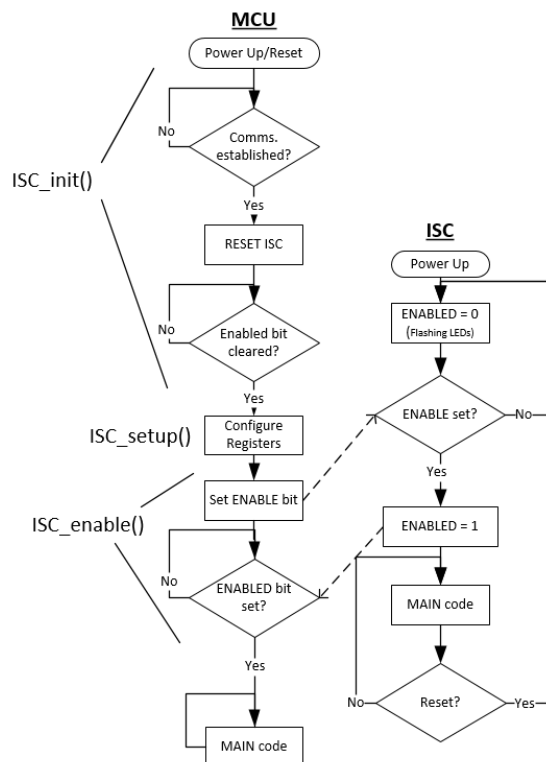 MCU
Power Up/Reset
No
Comms.
established?
Yes
ISC_init()
RESET ISC
No
Enabled bit
cleared?
Yes
ISC_setup()
Configure
Registers
Set ENABLE bit
ISC_enable()
No
ENABLED bit
set?
Yes
MAIN code
ISC
Power Up
ENABLED = 0
(Flashing LEDs)
ENABLE set?
No
Yes
ENABLED = 1
MAIN code
No
Reset?
Yes